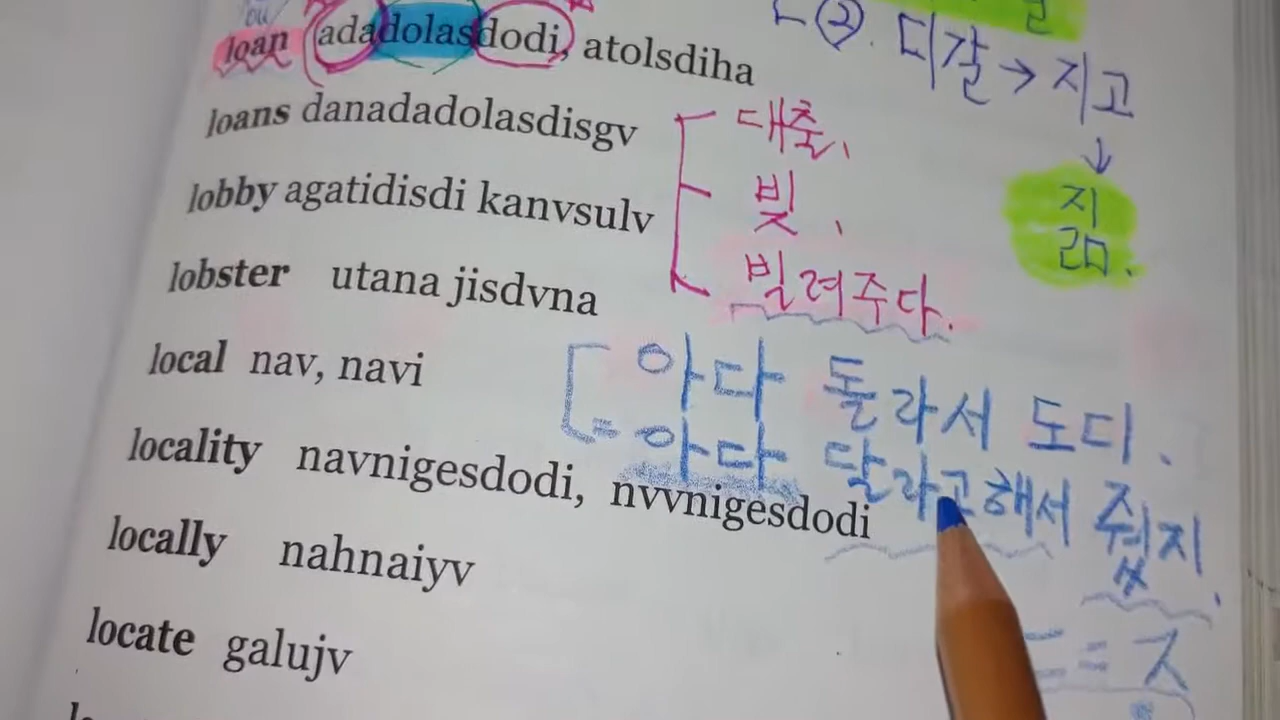 loan adadolasdodi, atolsdiha
② 디갈→지고
↓
지
금.
loans danadadolasdisgv
대출,
lobby agatidisdi kanvsulv
빚,
빌려주다.
lobster utana jisdvna
local nav, navi
아다 돌라서 도디.
= 아다 달라고해서 줬지.
locality navnigesdodi, nvvnigesdodi
locally nahnaiyv
ㄷ = ㅈ
locate galujv